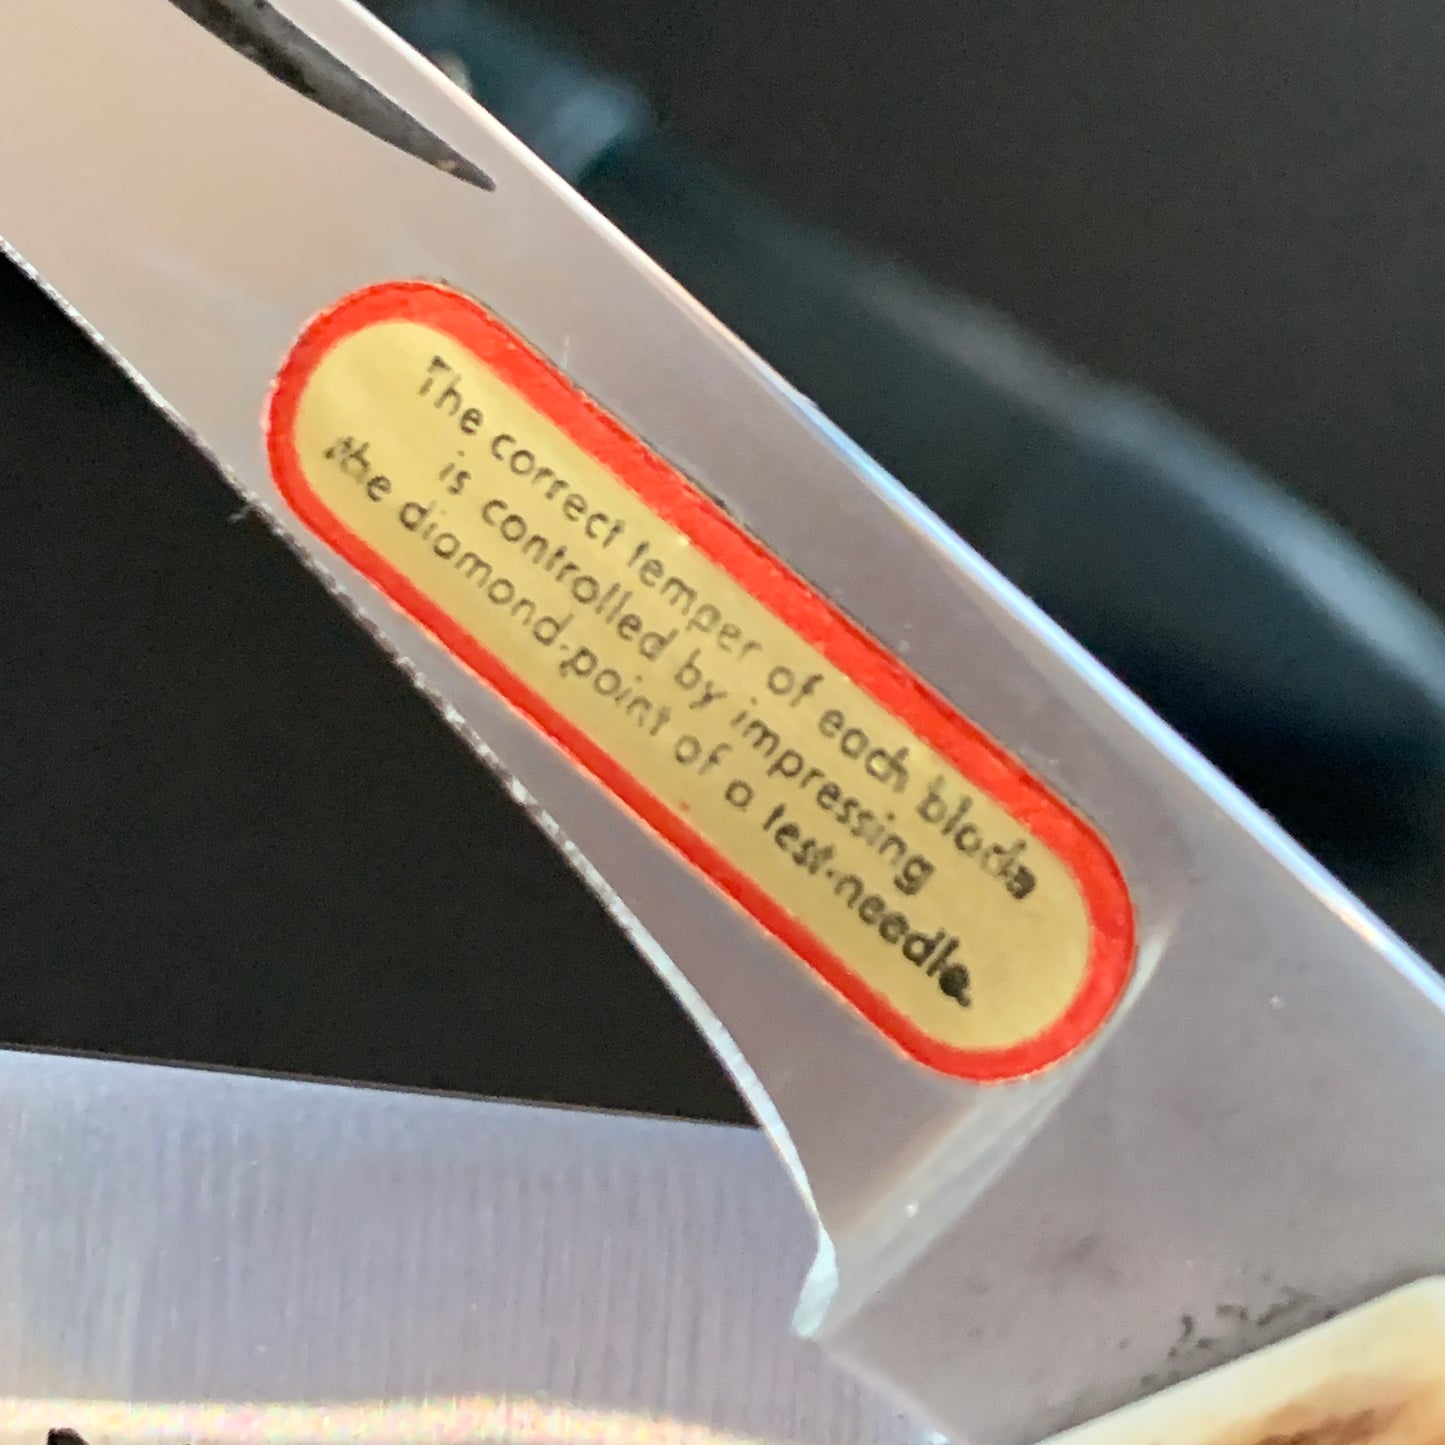 The correct temper of each blade
is controlled by impressing
the diamond-point of a test-needle.